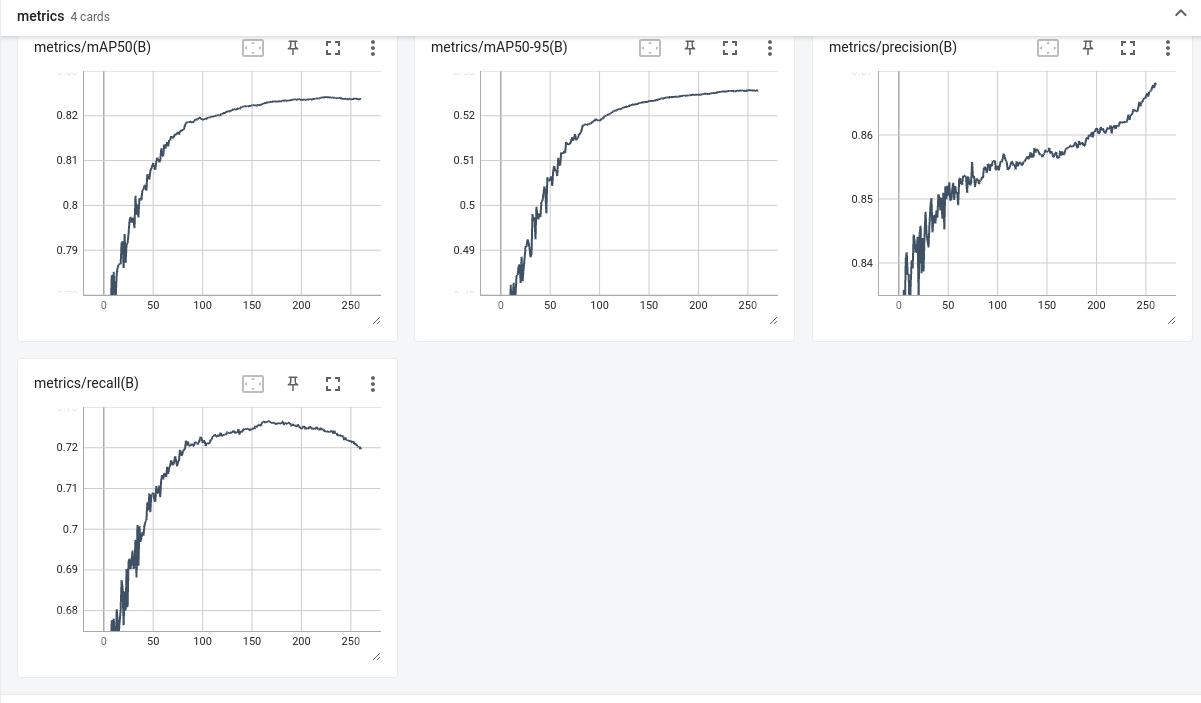 metrics 4 cards
metrics/mAP50(B)
0.82
0.81
0.8
0.79
0 50 100 150 200 250
metrics/mAP50-95(B)
0.52
0.51
0.5
0.49
0 50 100 150 200 250
metrics/precision(B)
0.86
0.85
0.84
0 50 100 150 200 250
metrics/recall(B)
0.72
0.71
0.7
0.69
0.68
0 50 100 150 200 250